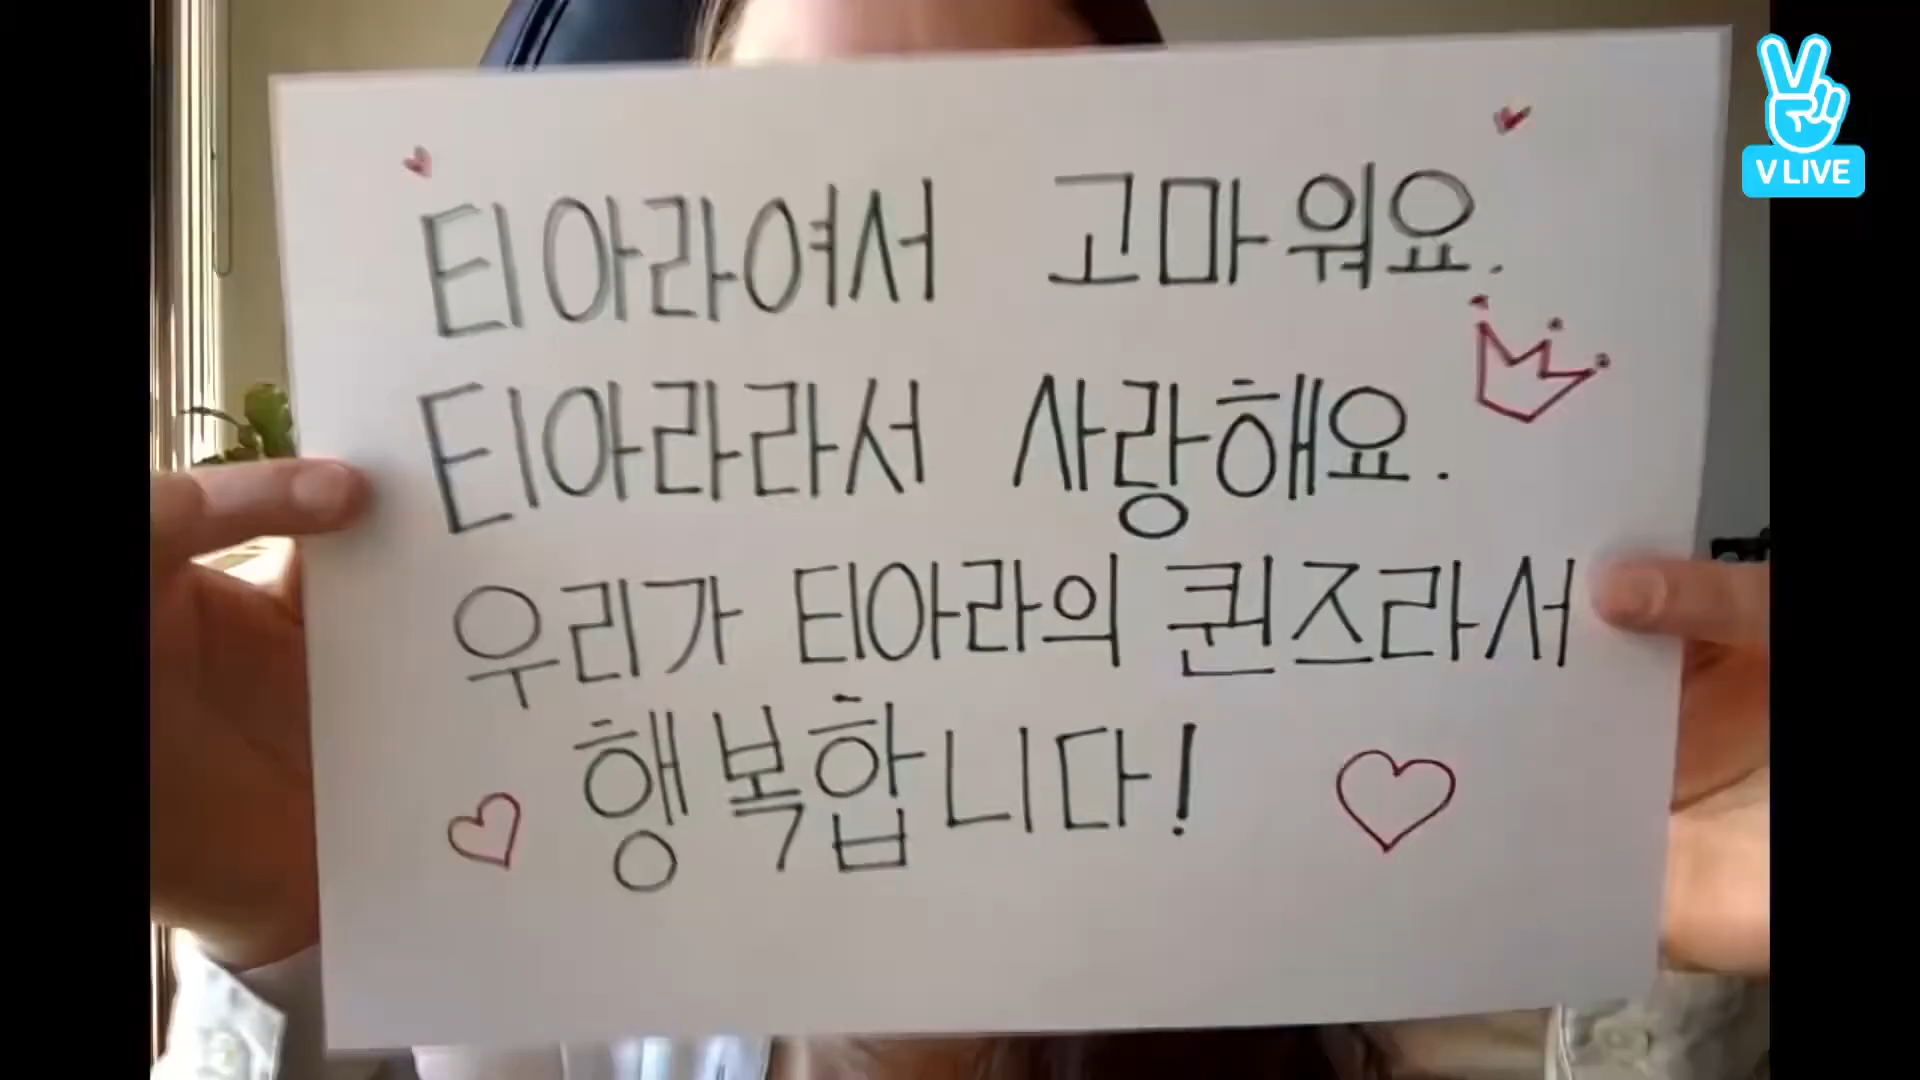 V LIVE
티아라여서 고마워요.
티아라라서 사랑해요.
우리가 티아라의 퀸즈라서
행복합니다!